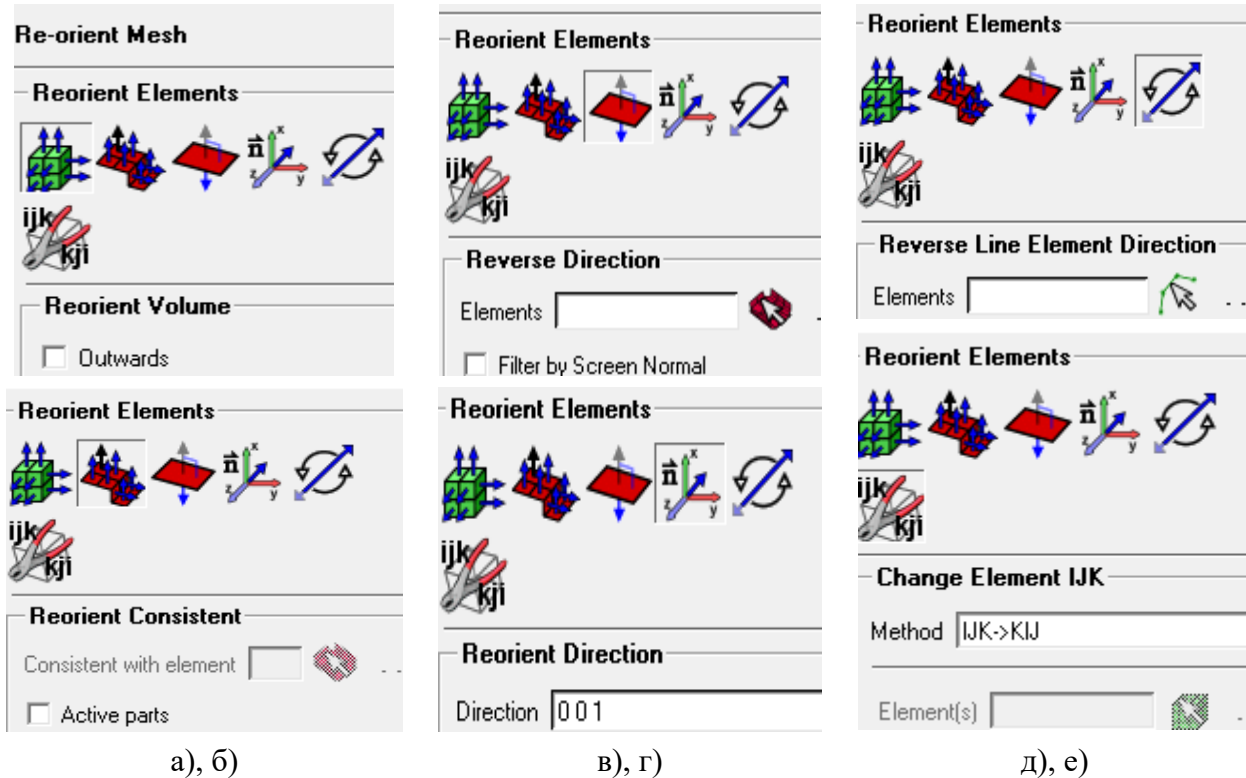 Re-orient Mesh
Reorient Elements
n x z y
ijk
kji
Reorient Volume
Outwards
Reorient Elements
n x z y
ijk
kji
Reorient Consistent
Consistent with element
Active parts
а), б)
Reorient Elements
n x z y
ijk
kji
Reverse Direction
Elements
Filter by Screen Normal
Reorient Elements
n x z y
ijk
kji
Reorient Direction
Direction 0 0 1
в), г)
Reorient Elements
n x z y
ijk
kji
Reverse Line Element Direction
Elements
Reorient Elements
n x z y
ijk
kji
Change Element IJK
Method IJK->KIJ
Element(s)
д), е)